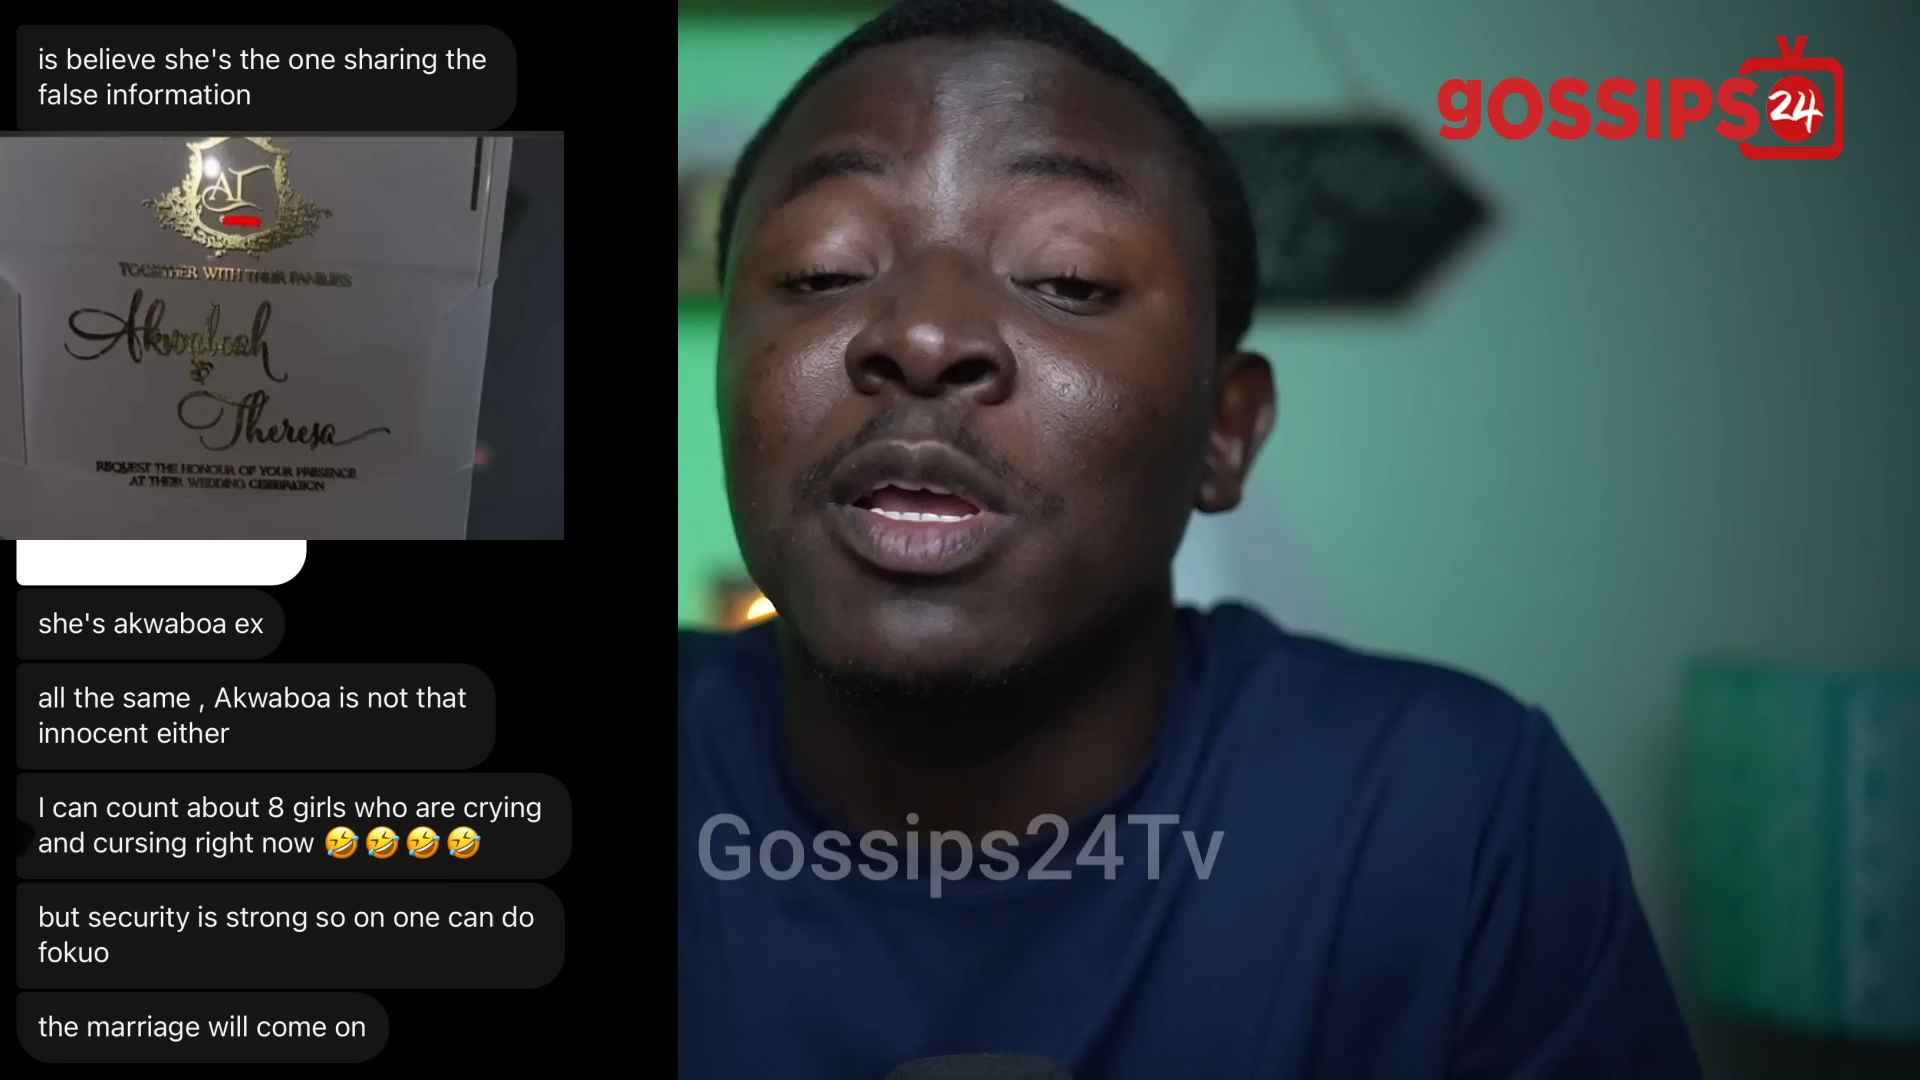 is believe she's the one sharing the
false information
AT
TOGETHER WITH THEIR FAMILIES
Akwaboah
&
Theresa
REQUEST THE HONOUR OF YOUR PRESENCE
AT THEIR WEDDING CELEBRATION
she's akwaboa ex
all the same , Akwaboa is not that
innocent either
I can count about 8 girls who are crying
and cursing right now 🤣🤣🤣🤣
but security is strong so on one can do
fokuo
the marriage will come on
gOSSIPS24
Gossips24Tv